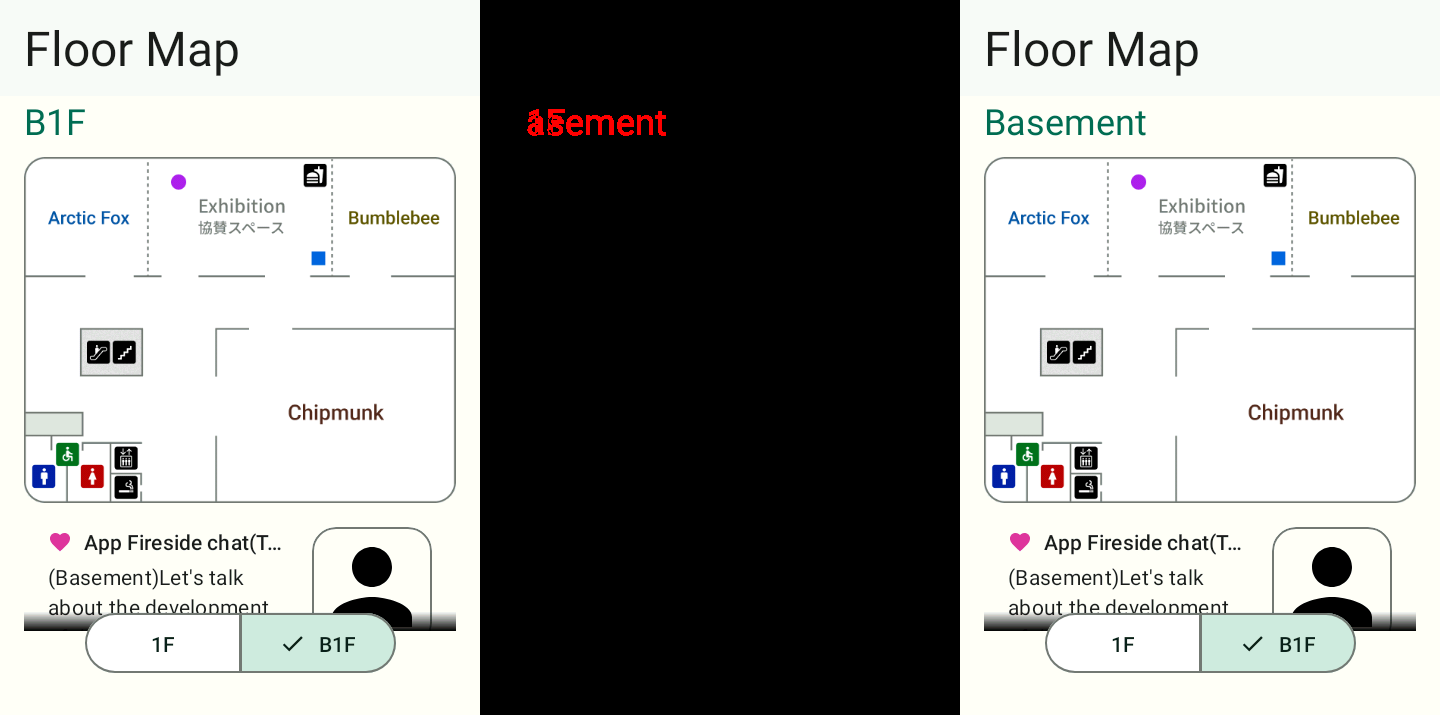 Floor Map
B1F
Arctic Fox
Exhibition
協賛スペース
Bumblebee
Chipmunk
App Fireside chat(T...
(Basement)Let's talk
about the development
1F
B1F
asement
Floor Map
Basement
Arctic Fox
Exhibition
協賛スペース
Bumblebee
Chipmunk
App Fireside chat(T...
(Basement)Let's talk
about the development
1F
B1F